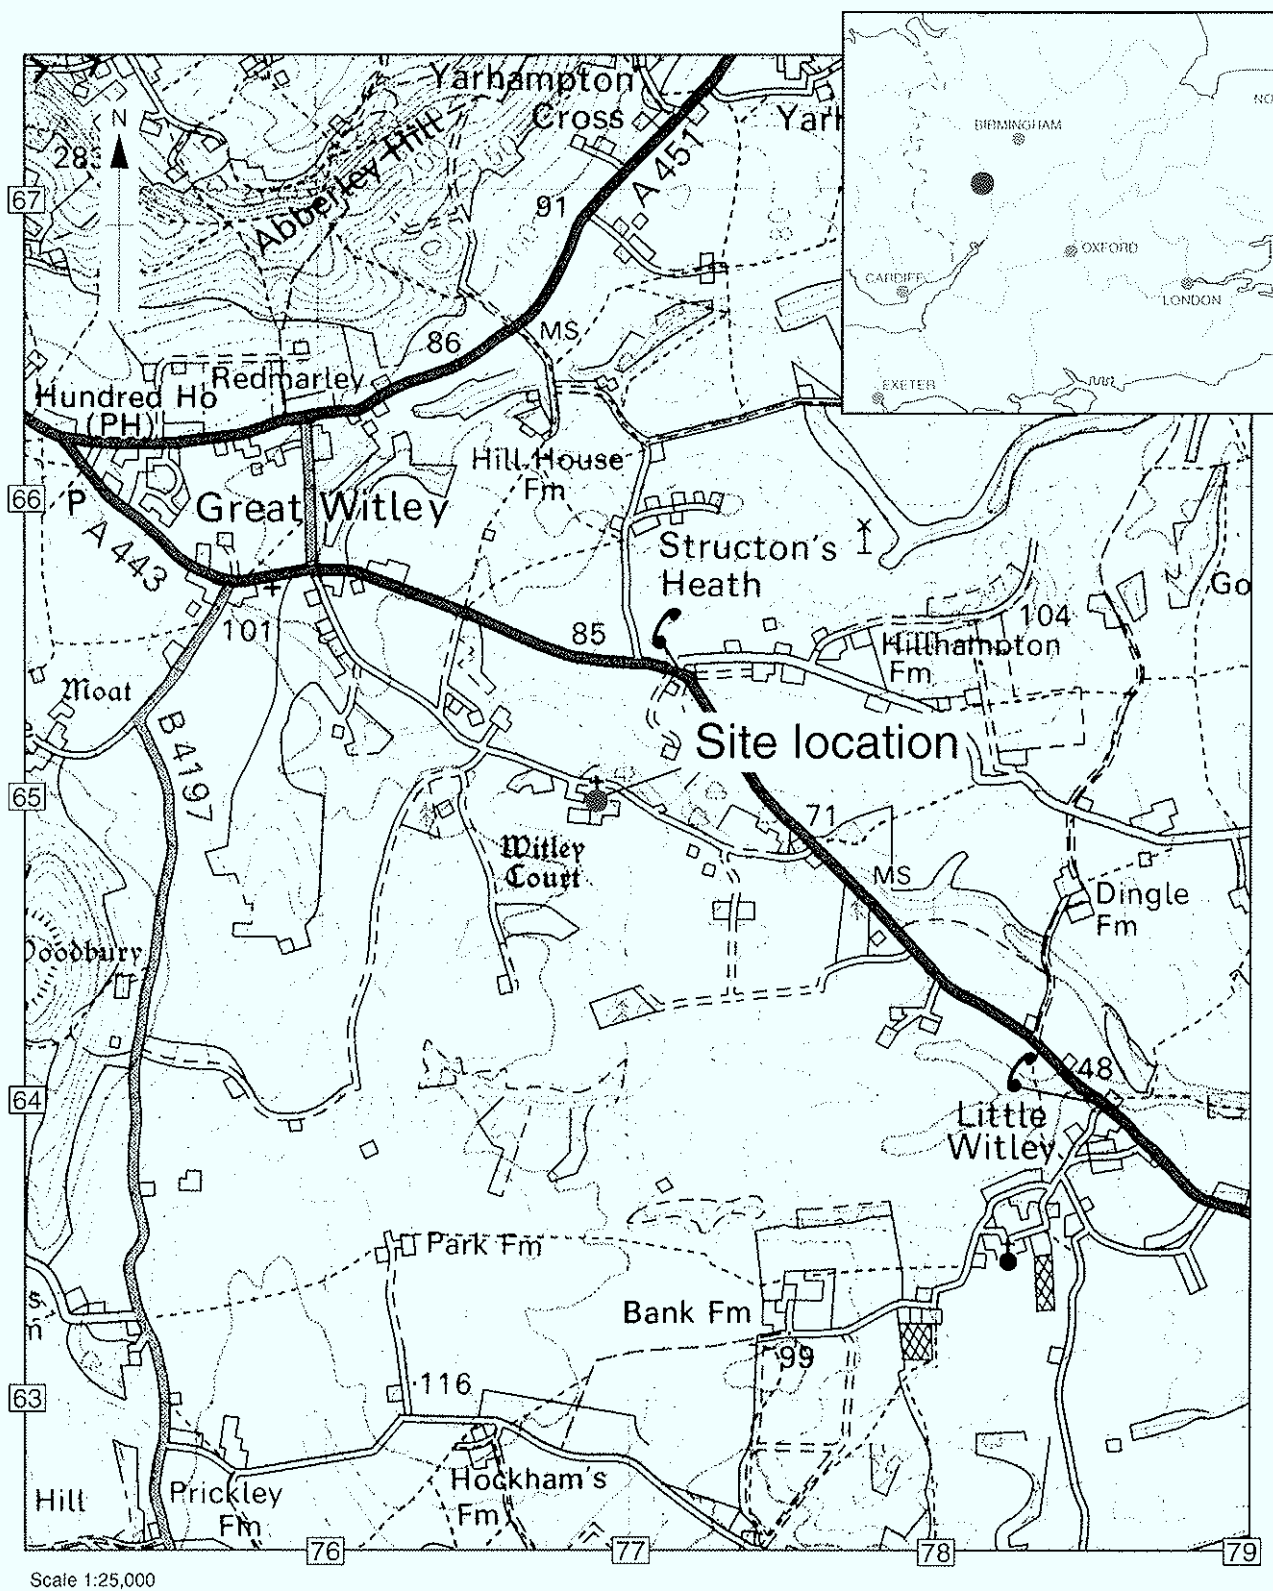 Yarhampton
Cross
Yarh
N
28
Abberley Hill
67
91
A 451
BIRMINGHAM
NO
OXFORD
CARDIFF
LONDON
EXETER
86
MS
Redmarley
Hundred Ho
(PH)
Hill House
Fm
66
P
Great Witley
A 443
Structon's
Heath
Go
101
85
104
Hillhampton
Fm
Moat
B 4197
Site location
65
71
Witley
Court
MS
Dingle
Fm
Woodbury
64
48
Little
Witley
L
Park Fm
Bank Fm
s
m
99
63
116
Hill
Prickley
Fm
Hockham's
Fm
76
77
78
79
Scale 1:25,000